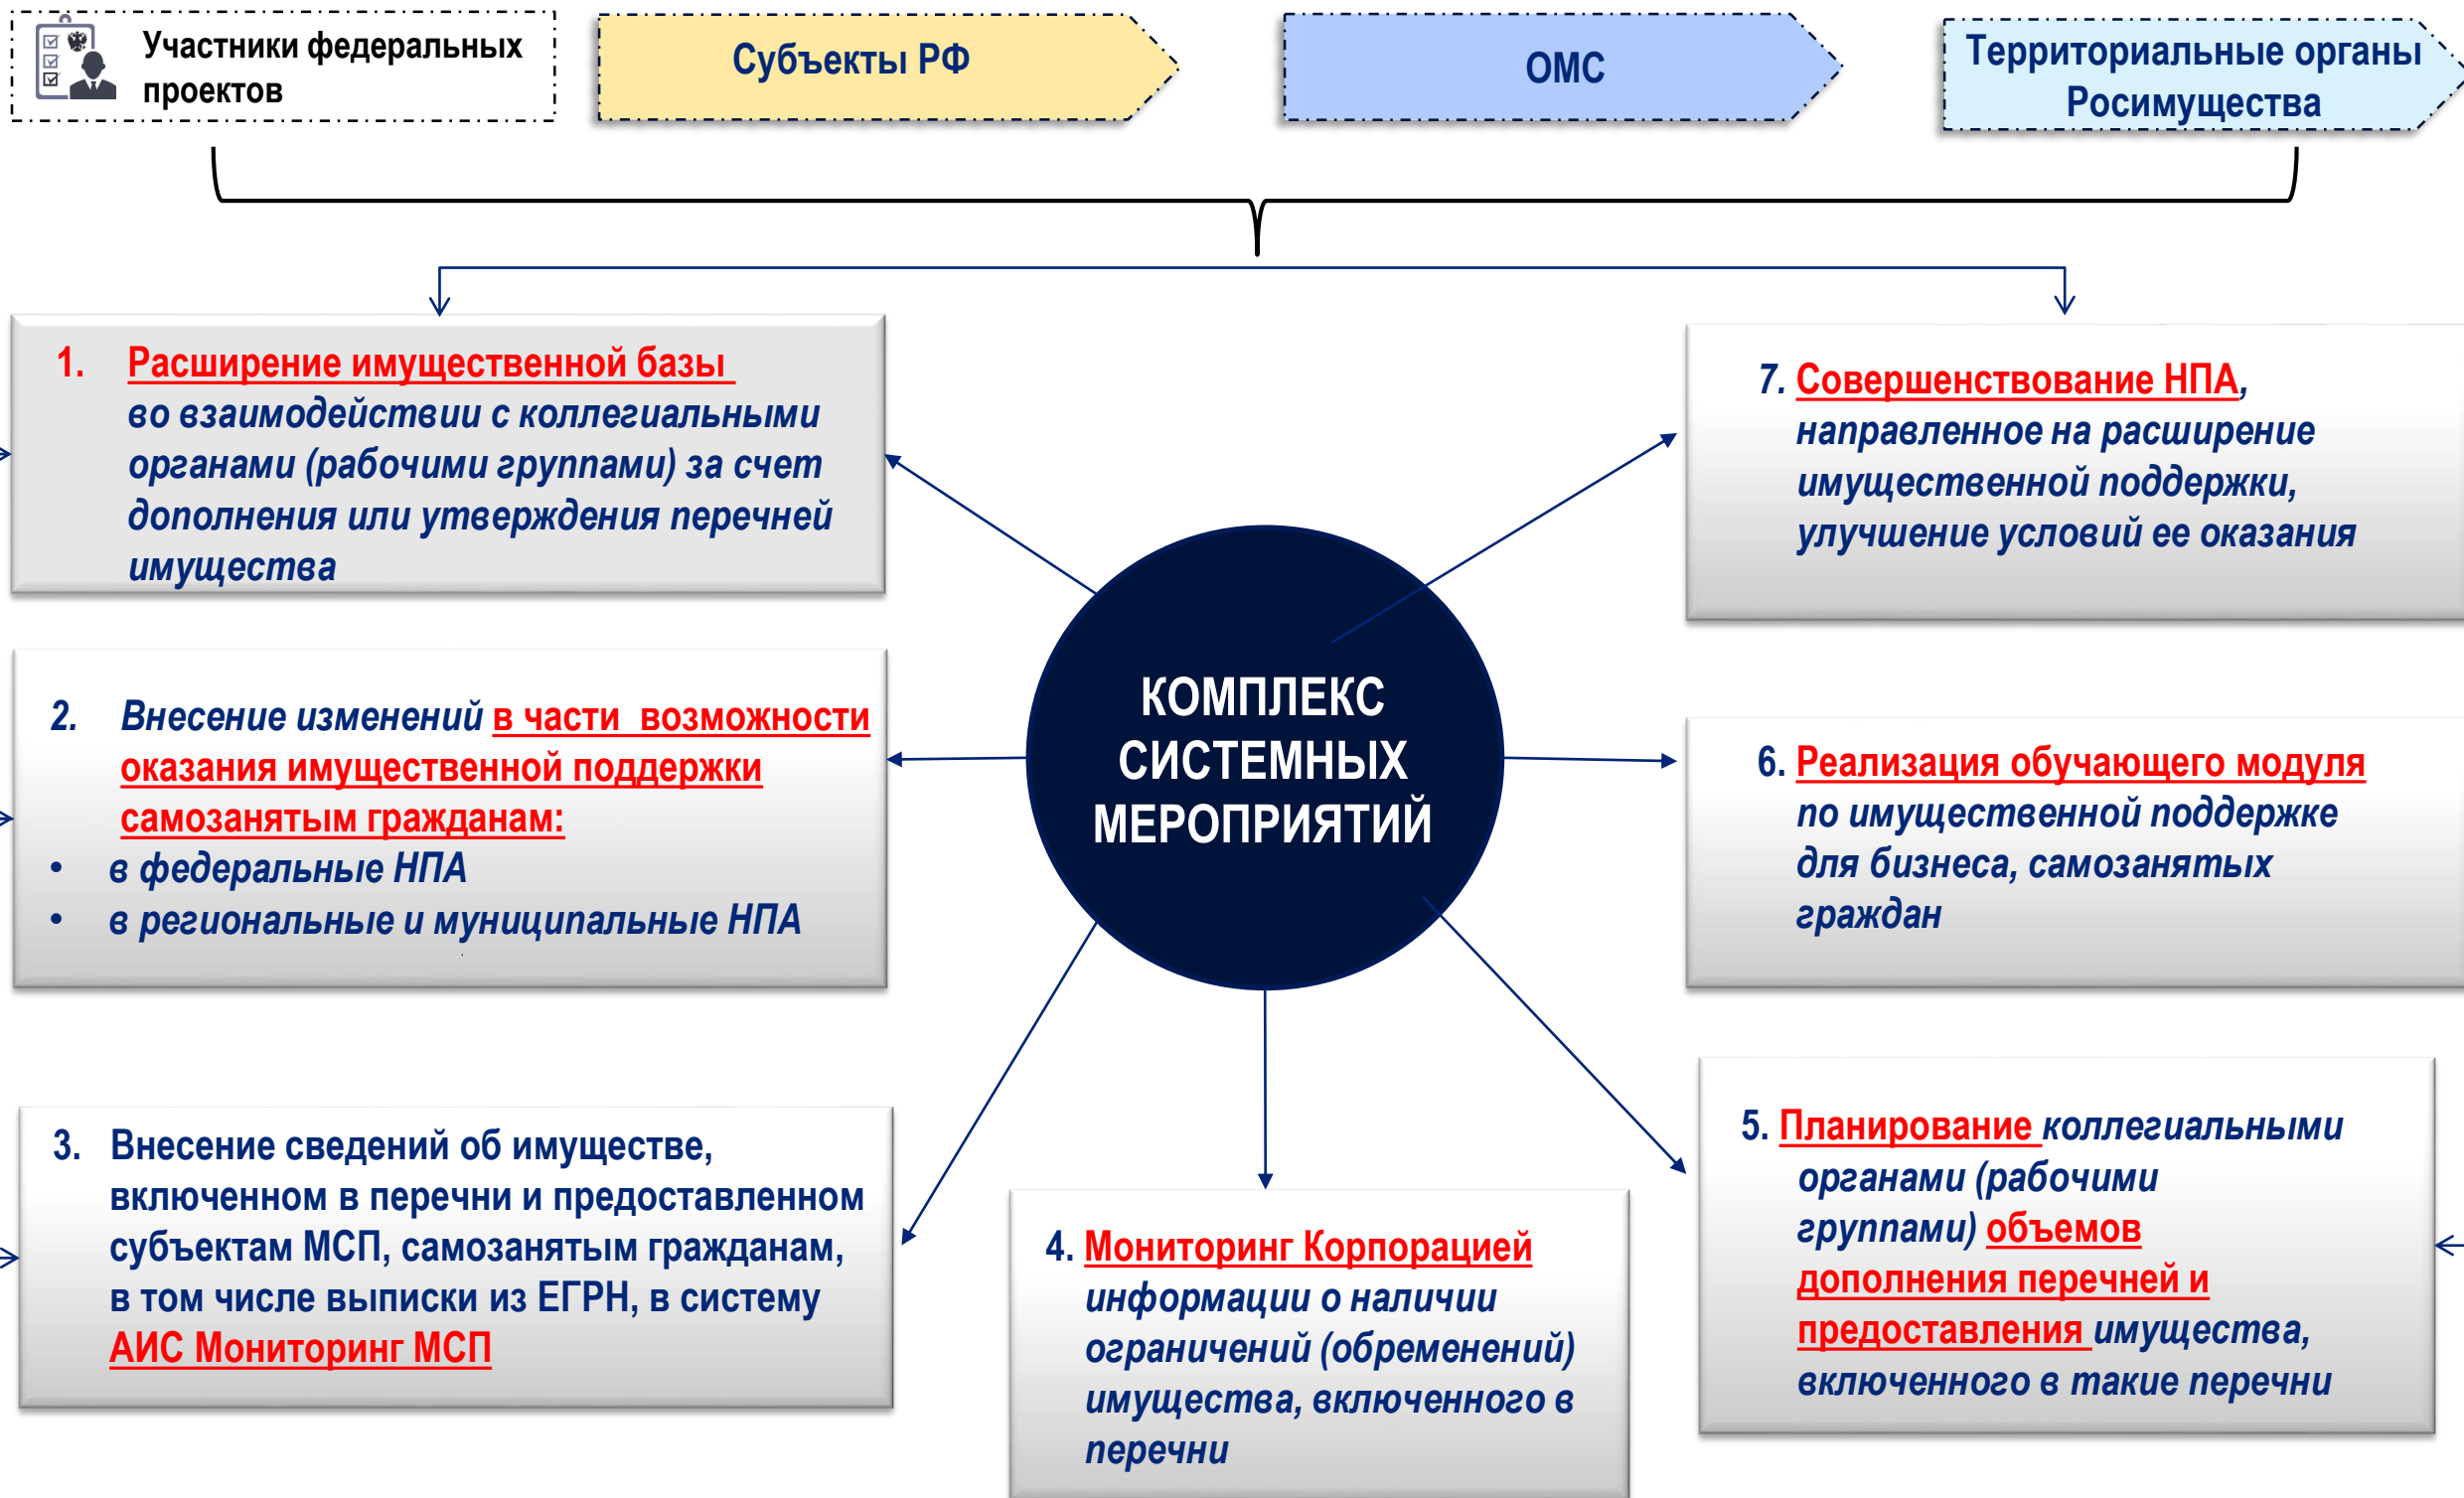 Участники федеральных
проектов
Субъекты РФ
ОМС
Территориальные органы
Росимущества
1. Расширение имущественной базы
во взаимодействии с коллегиальными
органами (рабочими группами) за счет
дополнения или утверждения перечней
имущества
2. Внесение изменений в части возможности
оказания имущественной поддержки
самозанятым гражданам:
• в федеральные НПА
• в региональные и муниципальные НПА
3. Внесение сведений об имуществе,
включенном в перечни и предоставленном
субъектам МСП, самозанятым гражданам,
в том числе выписки из ЕГРН, в систему
АИС Мониторинг МСП
КОМПЛЕКС
СИСТЕМНЫХ
МЕРОПРИЯТИЙ
4. Мониторинг Корпорацией
информации о наличии
ограничений (обременений)
имущества, включенного в
перечни
5. Планирование коллегиальными
органами (рабочими
группами) объемов
дополнения перечней и
предоставления имущества,
включенного в такие перечни
6. Реализация обучающего модуля
по имущественной поддержке
для бизнеса, самозанятых
граждан
7. Совершенствование НПА,
направленное на расширение
имущественной поддержки,
улучшение условий ее оказания